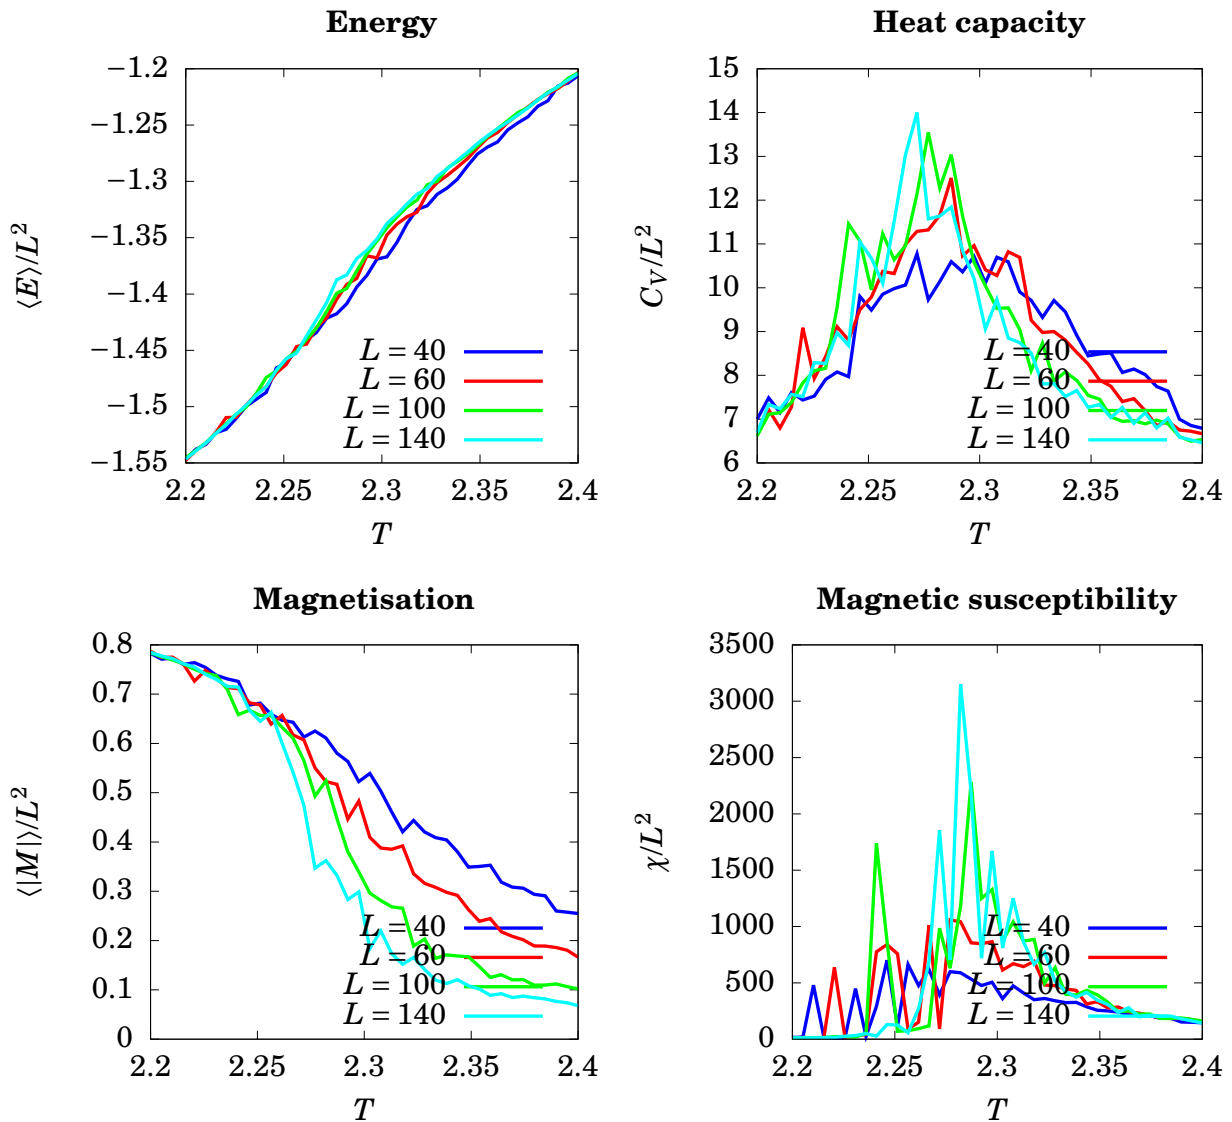 Energy
−1.2
−1.25
−1.3
−1.35
−1.4
−1.45
−1.5
−1.55
2.2 2.25 2.3 2.35 2.4
⟨E⟩/L²
T
L = 40
L = 60
L = 100
L = 140
Heat capacity
15
14
13
12
11
10
9
8
7
6
2.2 2.25 2.3 2.35 2.4
C_V/L²
T
L = 40
L = 60
L = 100
L = 140
Magnetisation
0.8
0.7
0.6
0.5
0.4
0.3
0.2
0.1
0
2.2 2.25 2.3 2.35 2.4
⟨|M|⟩/L²
T
L = 40
L = 60
L = 100
L = 140
Magnetic susceptibility
3500
3000
2500
2000
1500
1000
500
0
2.2 2.25 2.3 2.35 2.4
χ/L²
T
L = 40
L = 60
L = 100
L = 140